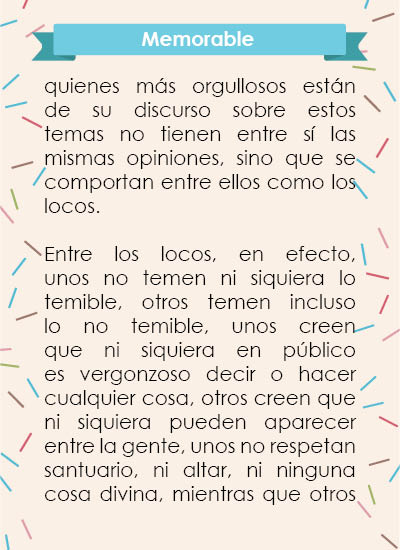 Memorable
quienes más orgullosos están
de su discurso sobre estos
temas no tienen entre sí las
mismas opiniones, sino que se
comportan entre ellos como los
locos.
Entre los locos, en efecto,
unos no temen ni siquiera lo
temible, otros temen incluso
lo no temible, unos creen
que ni siquiera en público
es vergonzoso decir o hacer
cualquier cosa, otros creen que
ni siquiera pueden aparecer
entre la gente, unos no respetan
santuario, ni altar, ni ninguna
cosa divina, mientras que otros